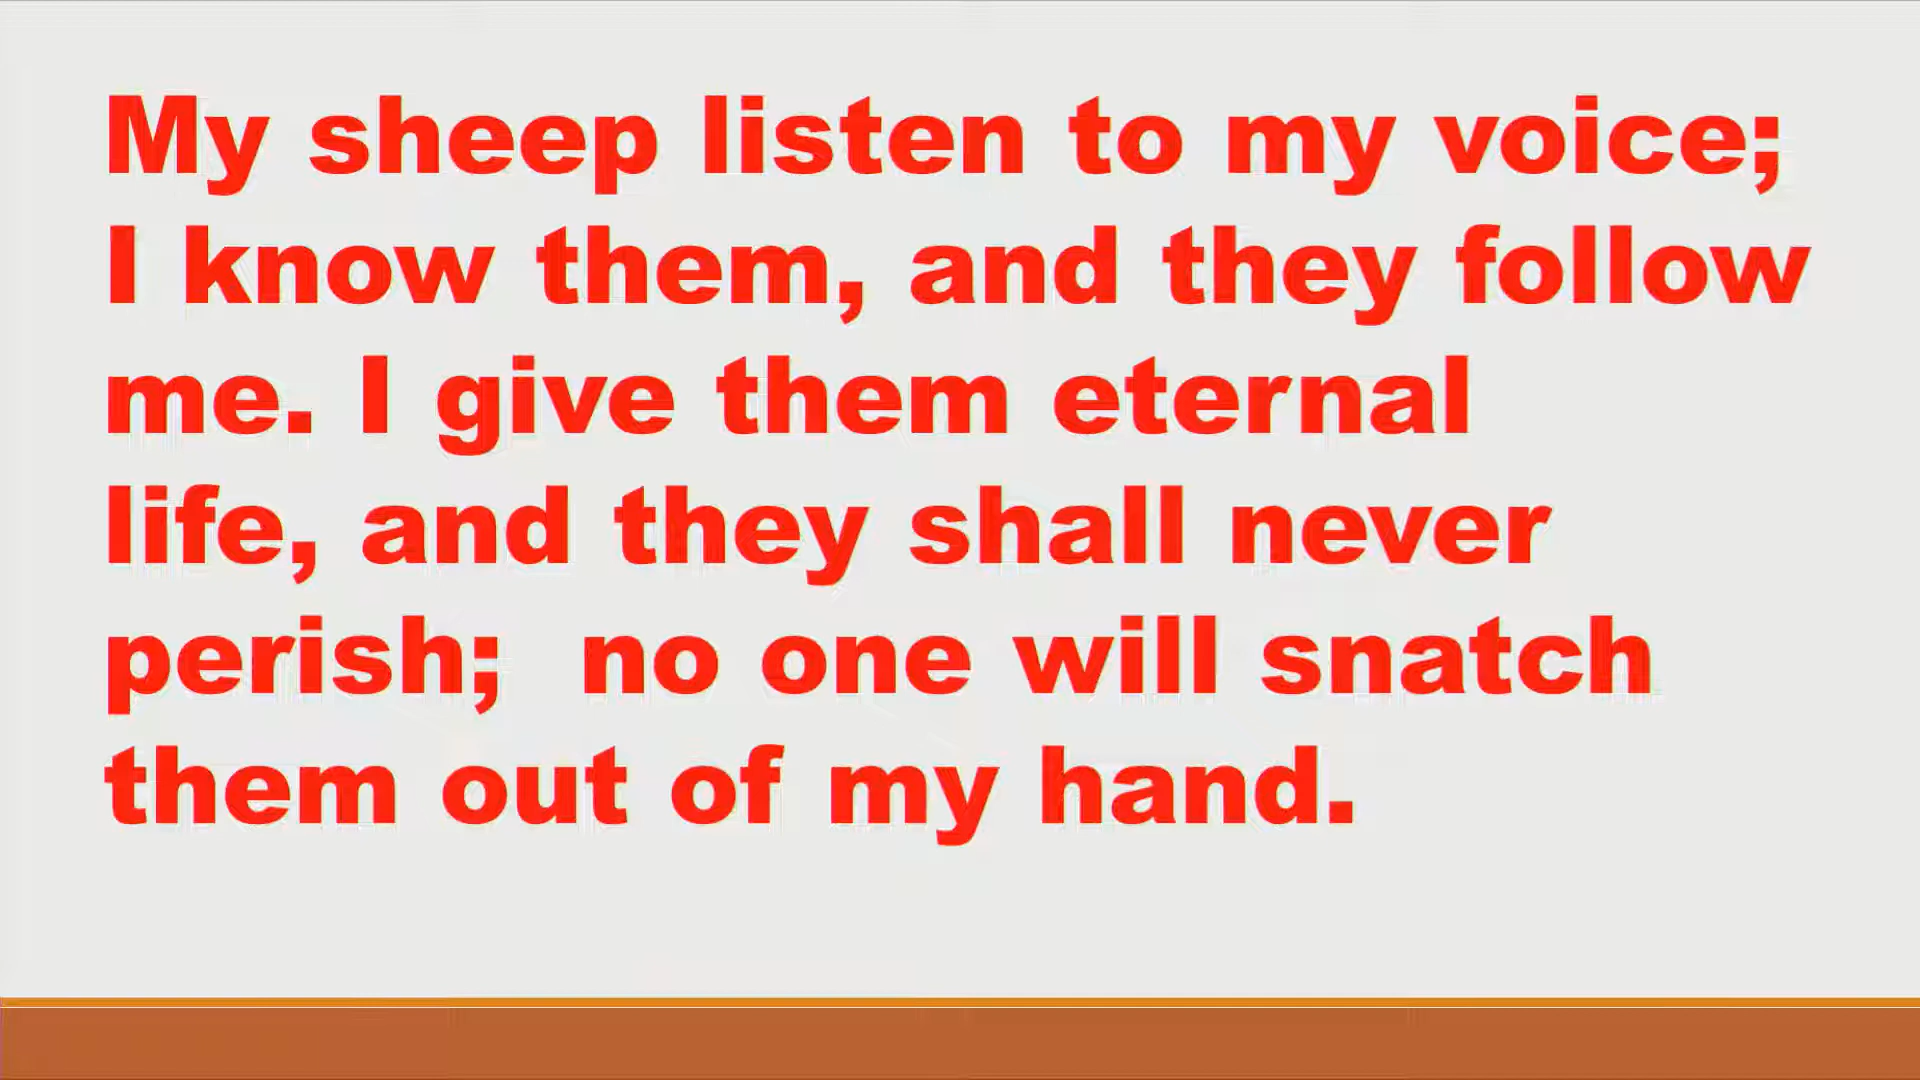 My sheep listen to my voice;
I know them, and they follow
me. I give them eternal
life, and they shall never
perish;  no one will snatch
them out of my hand.